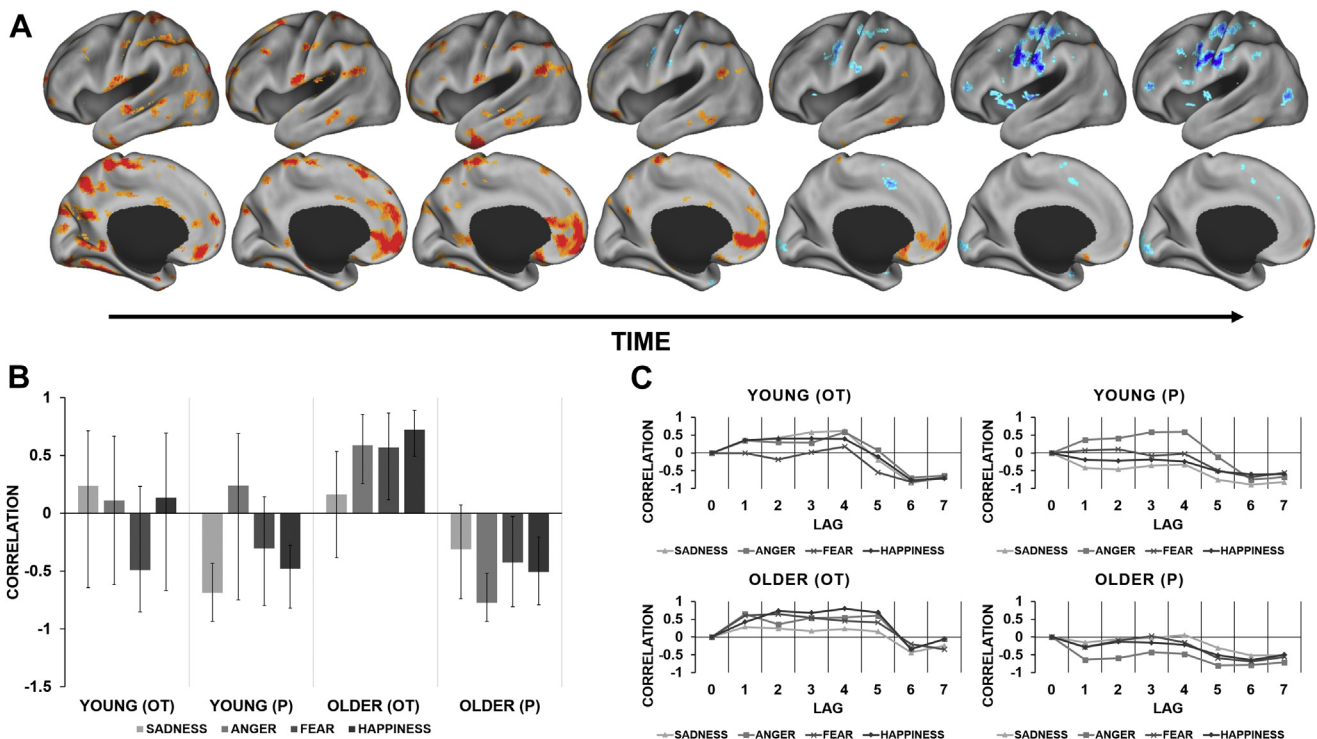 A
TIME
B
CORRELATION
1
0.5
0
-0.5
-1
-1.5
YOUNG (OT) YOUNG (P) OLDER (OT) OLDER (P)
SADNESS ANGER FEAR HAPPINESS
C
YOUNG (OT)
CORRELATION
1
0.5
0
-0.5
-1
0 1 2 3 4 5 6 7
LAG
SADNESS ANGER FEAR HAPPINESS
YOUNG (P)
CORRELATION
1
0.5
0
-0.5
-1
0 1 2 3 4 5 6 7
LAG
SADNESS ANGER FEAR HAPPINESS
OLDER (OT)
CORRELATION
1
0.5
0
-0.5
-1
0 1 2 3 4 5 6 7
LAG
SADNESS ANGER FEAR HAPPINESS
OLDER (P)
CORRELATION
1
0.5
0
-0.5
-1
0 1 2 3 4 5 6 7
LAG
SADNESS ANGER FEAR HAPPINESS